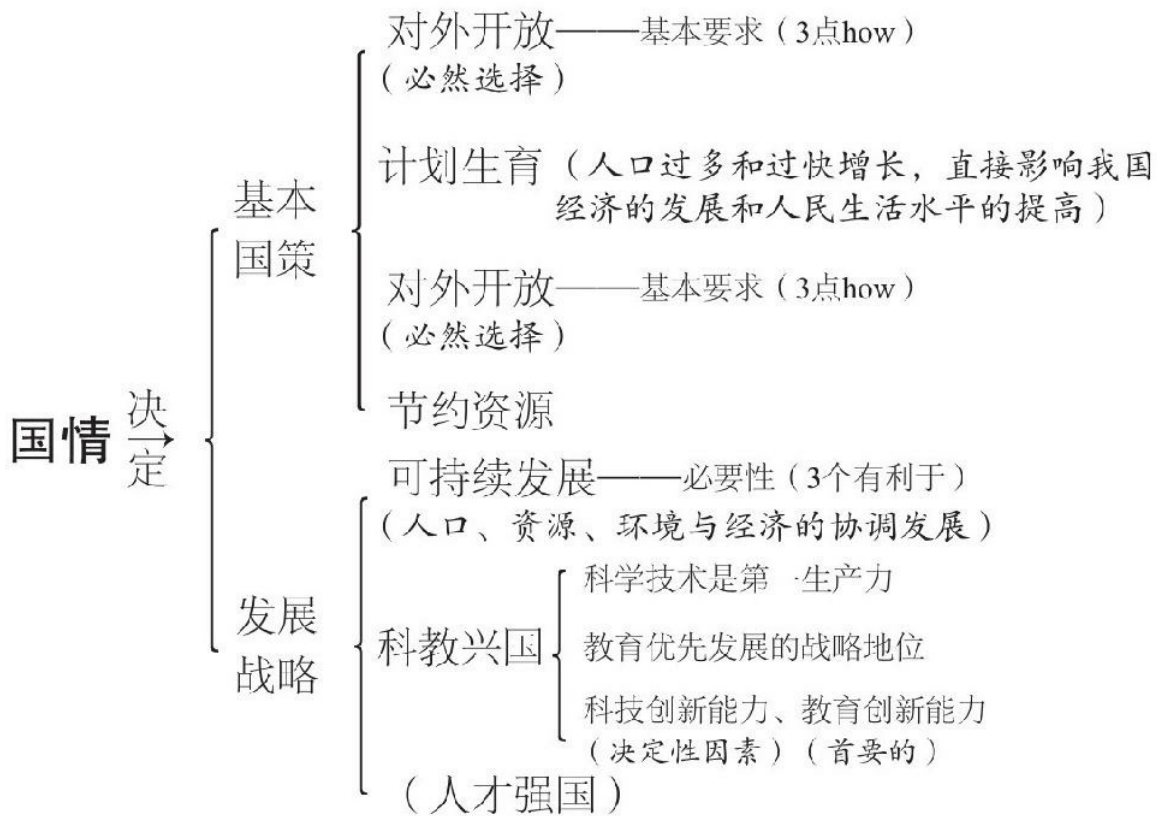 对外开放——基本要求（3点how）
（必然选择）
计划生育（人口过多和过快增长，直接影响我国
经济的发展和人民生活水平的提高）
基本
国策
对外开放——基本要求（3点how）
（必然选择）
节约资源
国情
决
定
可持续发展——必要性（3个有利于）
（人口、资源、环境与经济的协调发展）
发展
战略
科教兴国
科学技术是第一生产力
教育优先发展的战略地位
科技创新能力、教育创新能力
（决定性因素）（首要的）
（人才强国）